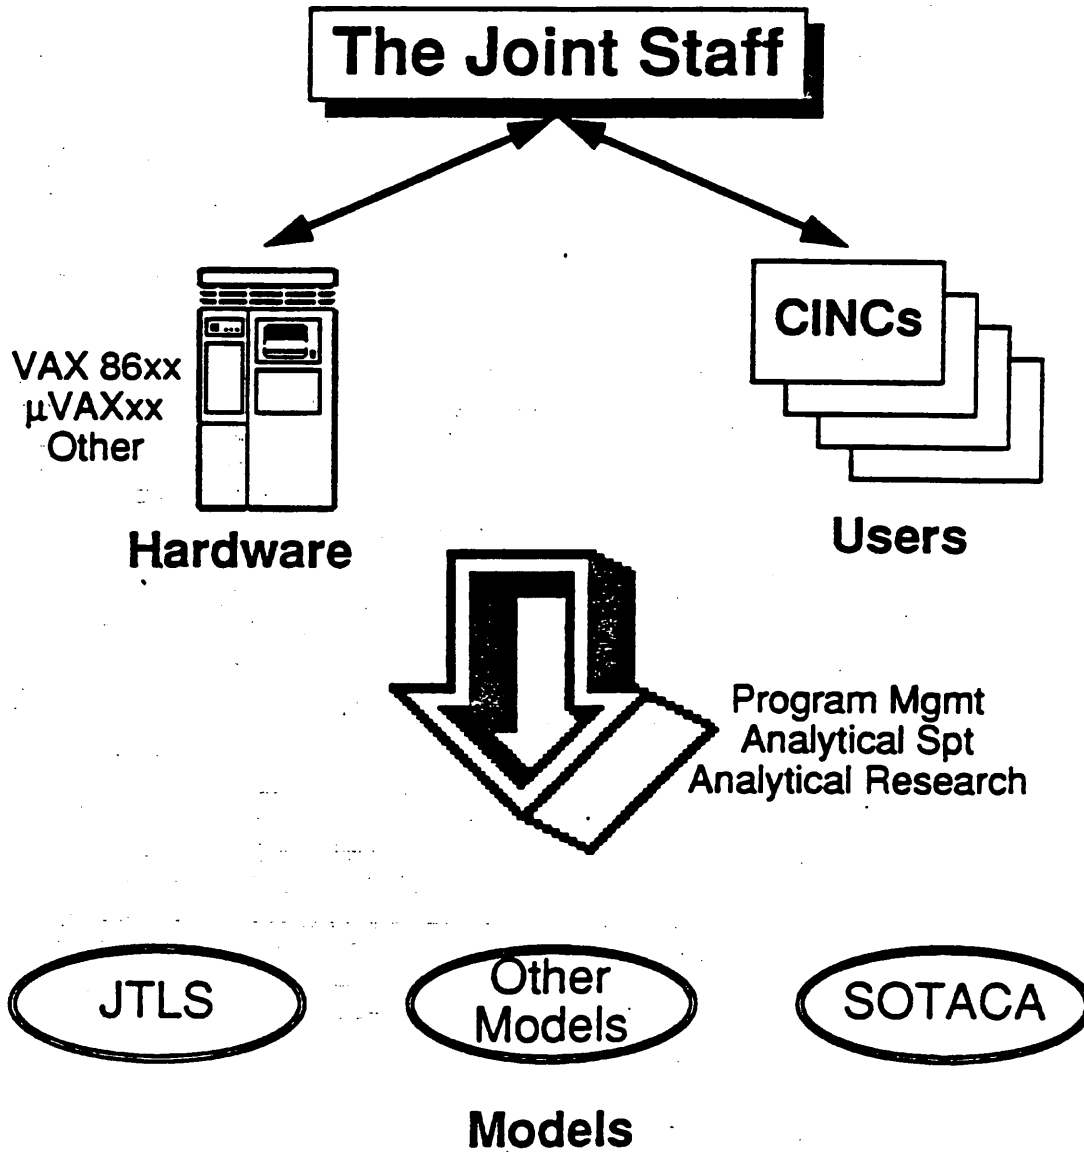 The Joint Staff
CINCs
VAX 86xx
μVAXxx
Other
Hardware
Users
Program Mgmt
Analytical Spt
Analytical Research
JTLS
Other
Models
SOTACA
Models